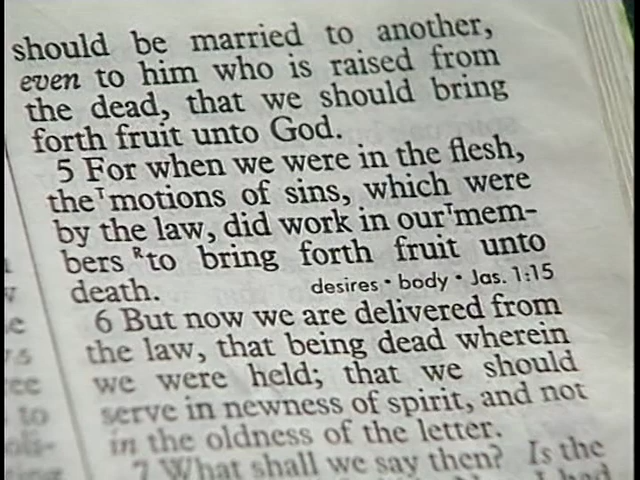 should be married to another,
even to him who is raised from
the dead, that we should bring
forth fruit unto God.
5 For when we were in the flesh,
the ᵀmotions of sins, which were
by the law, did work in our ᵀmem-
bers ᴿto bring forth fruit unto
death. desires • body • Jas. 1:15
6 But now we are delivered from
the law, that being dead wherein
we were held; that we should
serve in newness of spirit, and not
in the oldness of the letter.
7 What shall we say then? Is the
I had